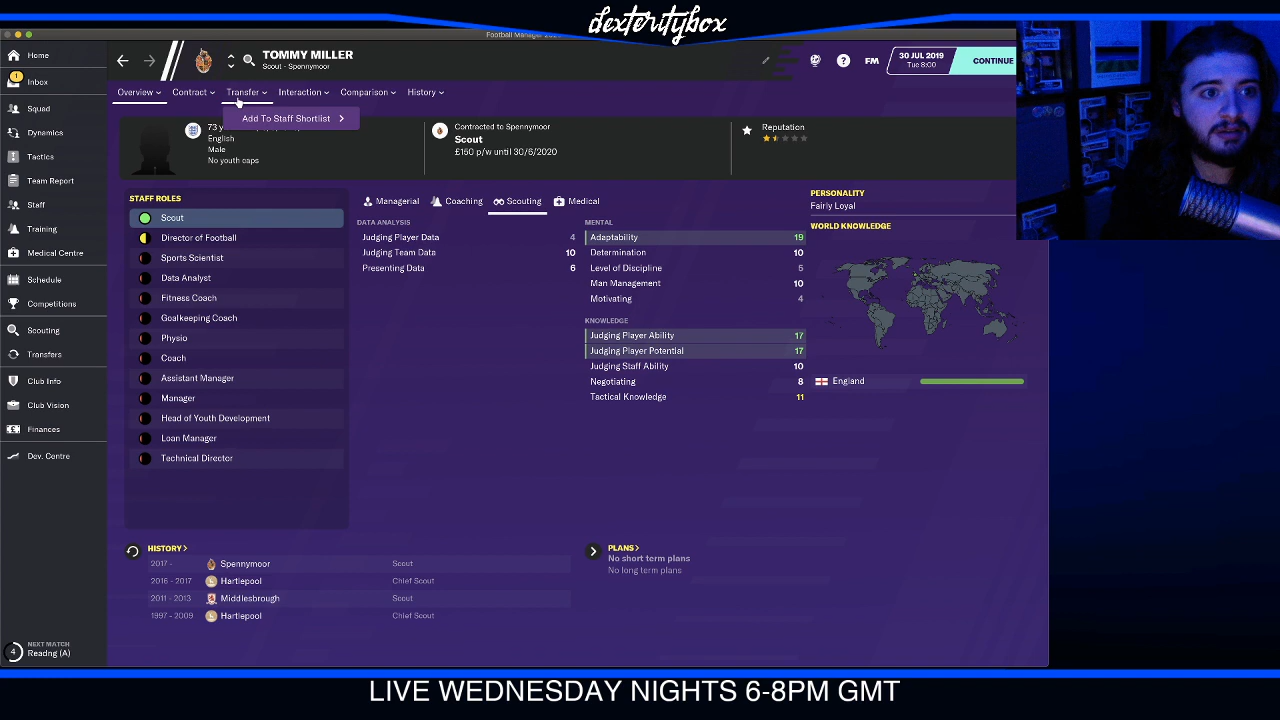 dexteritybox
Football Manager 20
Home
1
Inbox
Squad
Dynamics
Tactics
Team Report
Staff
Training
Medical Centre
Schedule
Competitions
Scouting
Transfers
Club Info
Club Vision
Finances
Dev. Centre
4
NEXT MATCH
Reading (A)
TOMMY MILLER
Scout - Spennymoor
FM
30 JUL 2019
Tue 8:00
CONTINUE
Overview
Contract
Transfer
Interaction
Comparison
History
Add To Staff Shortlist
73 y
English
Male
No youth caps
Contracted to Spennymoor
Scout
£150 p/w until 30/6/2020
Reputation
STAFF ROLES
Scout
Director of Football
Sports Scientist
Data Analyst
Fitness Coach
Goalkeeping Coach
Physio
Coach
Assistant Manager
Manager
Head of Youth Development
Loan Manager
Technical Director
Managerial
Coaching
Scouting
Medical
DATA ANALYSIS
Judging Player Data 4
Judging Team Data 10
Presenting Data 6
MENTAL
Adaptability 19
Determination 10
Level of Discipline 5
Man Management 10
Motivating 4
KNOWLEDGE
Judging Player Ability 17
Judging Player Potential 17
Judging Staff Ability 10
Negotiating 8
Tactical Knowledge 11
PERSONALITY
Fairly Loyal
WORLD KNOWLEDGE
England
HISTORY >
2017 - Spennymoor Scout
2016 - 2017 Hartlepool Chief Scout
2011 - 2013 Middlesbrough Scout
1997 - 2009 Hartlepool Chief Scout
PLANS >
No short term plans
No long term plans
LIVE WEDNESDAY NIGHTS 6-8PM GMT